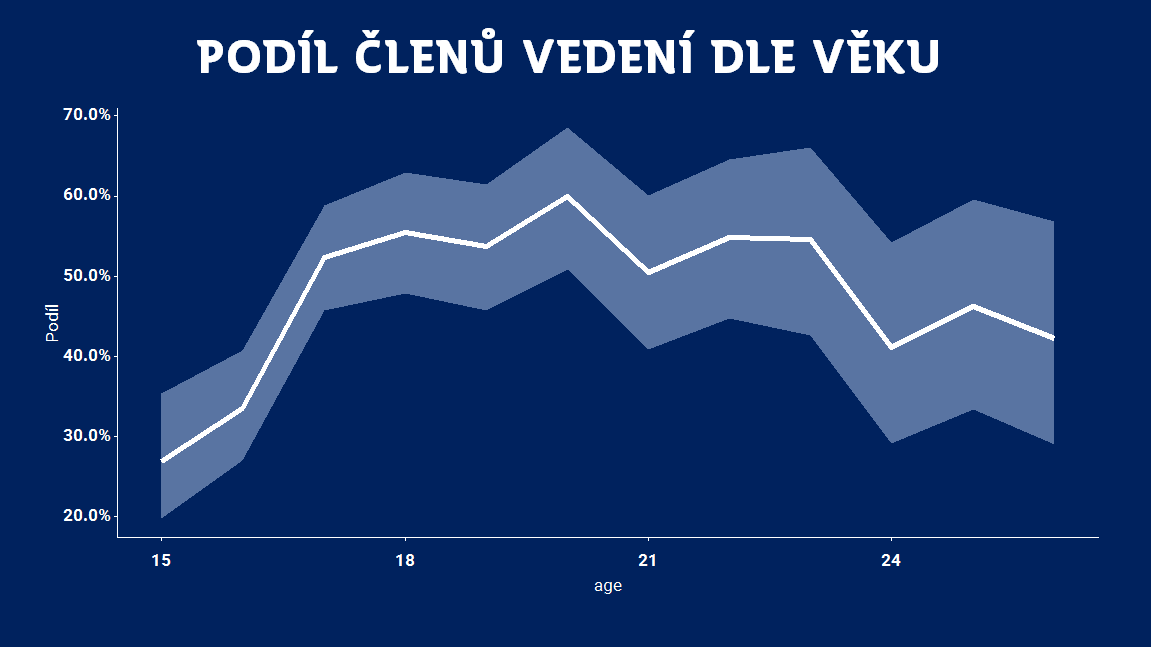 PODÍL ČLENŮ VEDENÍ DLE VĚKU
70.0%
60.0%
50.0%
40.0%
30.0%
20.0%
Podíl
15 18 21 24
age